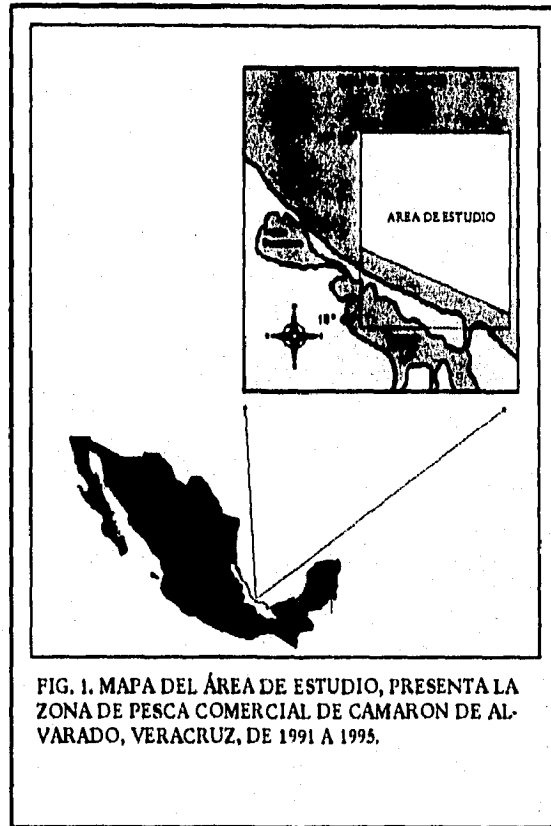 AREA DE ESTUDIO
18°
FIG. 1. MAPA DEL ÁREA DE ESTUDIO, PRESENTA LA
ZONA DE PESCA COMERCIAL DE CAMARON DE AL-
VARADO, VERACRUZ, DE 1991 A 1995.